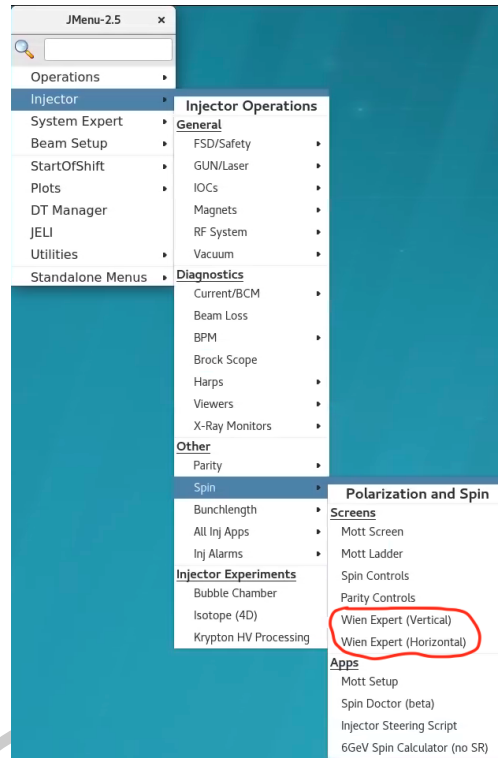 JMenu-2.5 ×
Operations
Injector
System Expert
Beam Setup
StartOfShift
Plots
DT Manager
JELI
Utilities
Standalone Menus
Injector Operations
General
FSD/Safety
GUN/Laser
IOCs
Magnets
RF System
Vacuum
Diagnostics
Current/BCM
Beam Loss
BPM
Brock Scope
Harps
Viewers
X-Ray Monitors
Other
Parity
Spin
Bunchlength
All Inj Apps
Inj Alarms
Injector Experiments
Bubble Chamber
Isotope (4D)
Krypton HV Processing
Polarization and Spin
Screens
Mott Screen
Mott Ladder
Spin Controls
Parity Controls
Wien Expert (Vertical)
Wien Expert (Horizontal)
Apps
Mott Setup
Spin Doctor (beta)
Injector Steering Script
6GeV Spin Calculator (no SR)